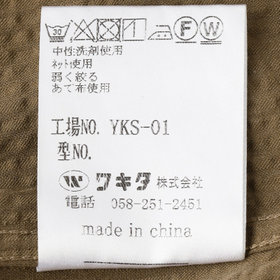 30 F W
中性洗剤使用
ネット使用
弱く絞る
あて布使用
工場NO. YKS-01
型NO.
ワキタ株式会社
電話 058-251-2451
made in china